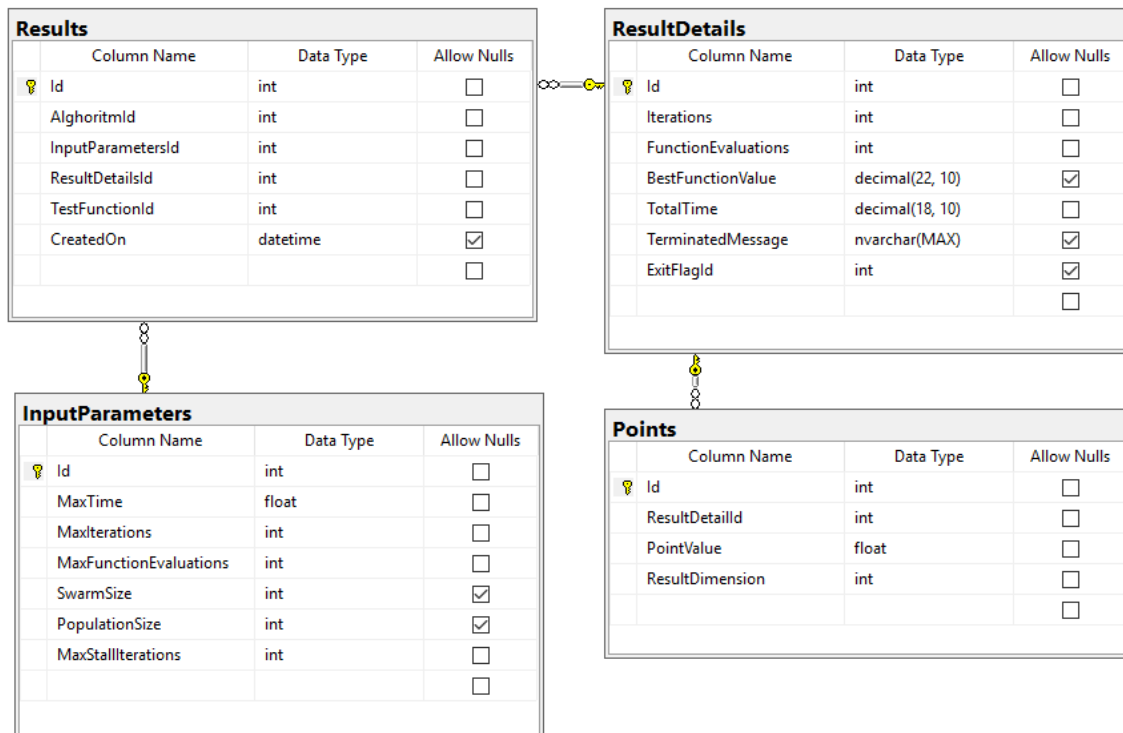 Results
Column Name Data Type Allow Nulls
Id int
AlghoritmId int
InputParametersId int
ResultDetailsId int
TestFunctionId int
CreatedOn datetime
ResultDetails
Column Name Data Type Allow Nulls
Id int
Iterations int
FunctionEvaluations int
BestFunctionValue decimal(22, 10)
TotalTime decimal(18, 10)
TerminatedMessage nvarchar(MAX)
ExitFlagId int
InputParameters
Column Name Data Type Allow Nulls
Id int
MaxTime float
MaxIterations int
MaxFunctionEvaluations int
SwarmSize int
PopulationSize int
MaxStallIterations int
Points
Column Name Data Type Allow Nulls
Id int
ResultDetailId int
PointValue float
ResultDimension int